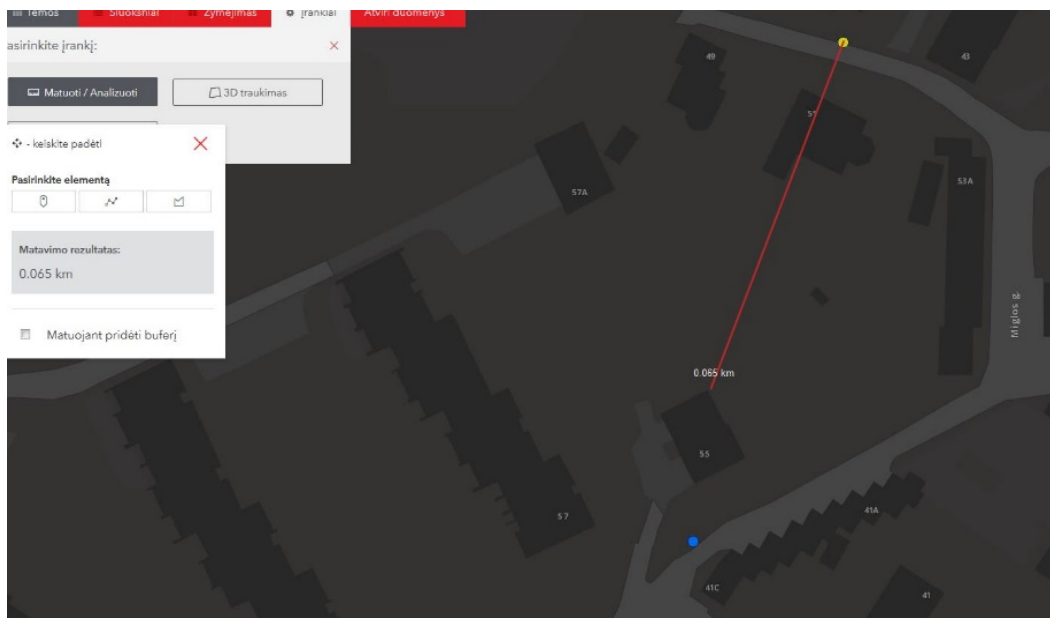 Temos Sluoksniai Žymėjimas Įrankiai Atviri duomenys
asirinkite įrankį:
Matuoti / Analizuoti 3D traukimas
- keiskite padėtį
Pasirinkite elementą
Matavimo rezultatas:
0.065 km
Matuojant pridėti buferį
49
43
51
57A
53A
Miglos g.
0.065 km
55
57
41A
41C
41